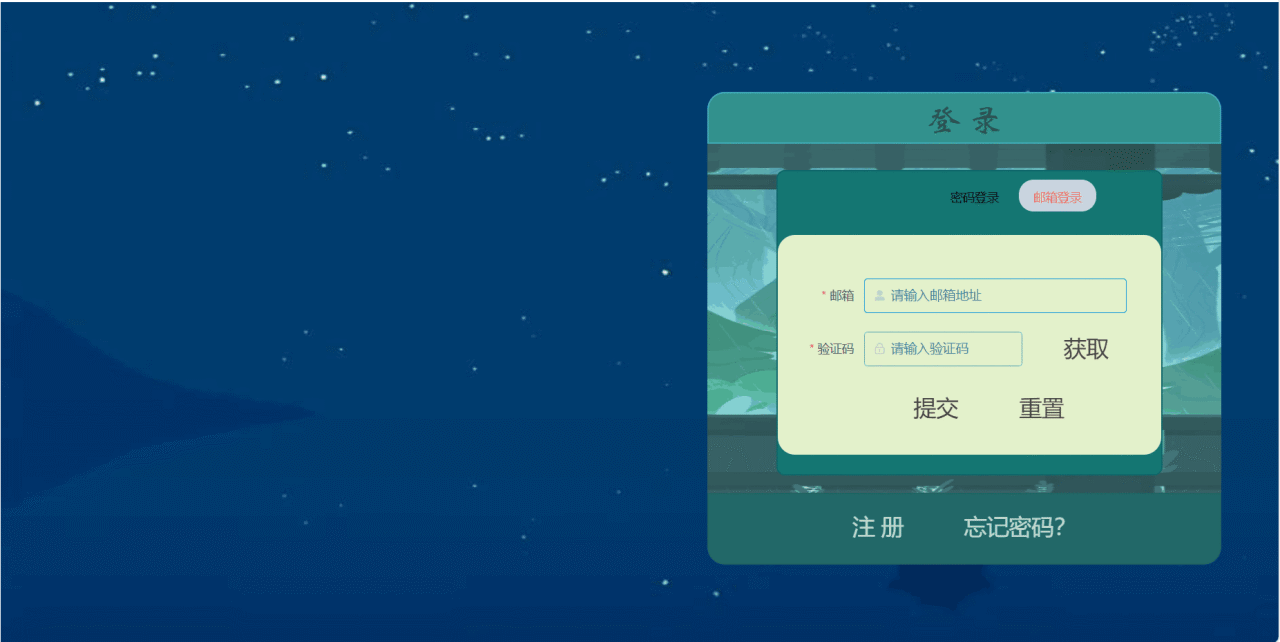 登 录
密码登录 邮箱登录
* 邮箱 请输入邮箱地址
* 验证码 请输入验证码 获取
提交 重置
注 册 忘记密码?